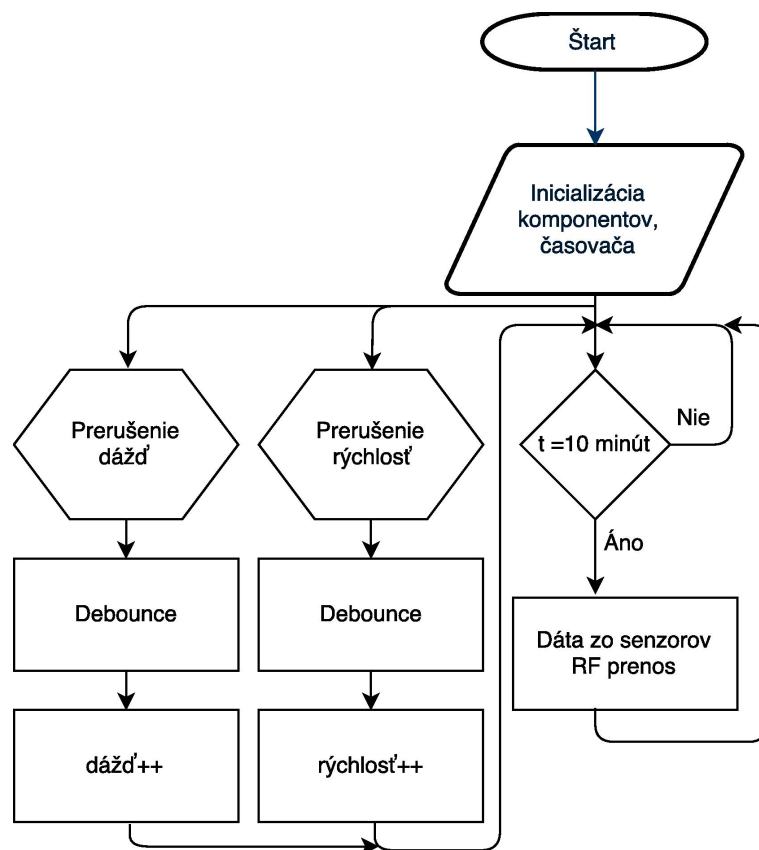 Štart
Inicializácia
komponentov,
časovača
Prerušenie
dážď
Prerušenie
rýchlosť
t =10 minút
Nie
Áno
Debounce
Debounce
Dáta zo senzorov
RF prenos
dážď++
rýchlosť++